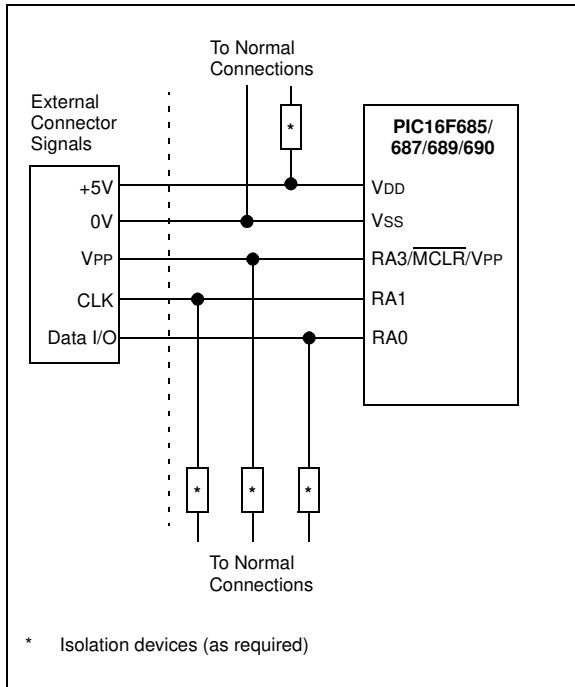 To Normal
Connections
External
Connector
Signals
*
PIC16F685/
687/689/690
+5V
VDD
0V
VSS
VPP
RA3/MCLR/VPP
CLK
RA1
Data I/O
RA0
*
*
*
To Normal
Connections
* Isolation devices (as required)